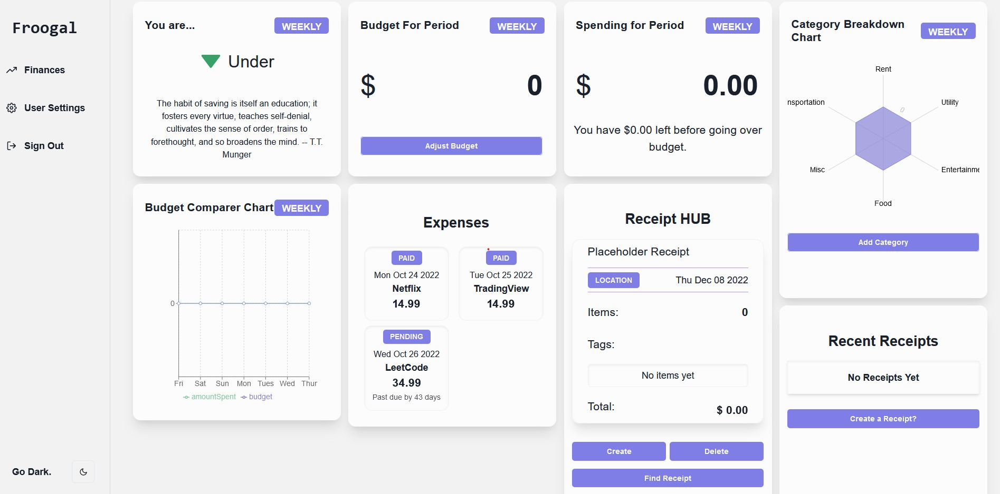 Froogal
Finances
User Settings
Sign Out
Go Dark.
You are...
WEEKLY
Under
The habit of saving is itself an education; it
fosters every virtue, teaches self-denial,
cultivates the sense of order, trains to
forethought, and so broadens the mind. -- T.T.
Munger
Budget For Period
WEEKLY
$ 0
Adjust Budget
Spending for Period
WEEKLY
$ 0.00
You have $0.00 left before going over
budget.
Category Breakdown
Chart
WEEKLY
Rent
nsportation
Utility
0
Misc
Entertainme
Food
Add Category
Budget Comparer Chart
WEEKLY
0
Fri Sat Sun Mon Tues Wed Thur
amountSpent budget
Expenses
PAID
Mon Oct 24 2022
Netflix
14.99
PAID
Tue Oct 25 2022
TradingView
14.99
PENDING
Wed Oct 26 2022
LeetCode
34.99
Past due by 43 days
Receipt HUB
Placeholder Receipt
LOCATION
Thu Dec 08 2022
Items: 0
Tags:
No items yet
Total: $ 0.00
Create
Delete
Find Receipt
Recent Receipts
No Receipts Yet
Create a Receipt?